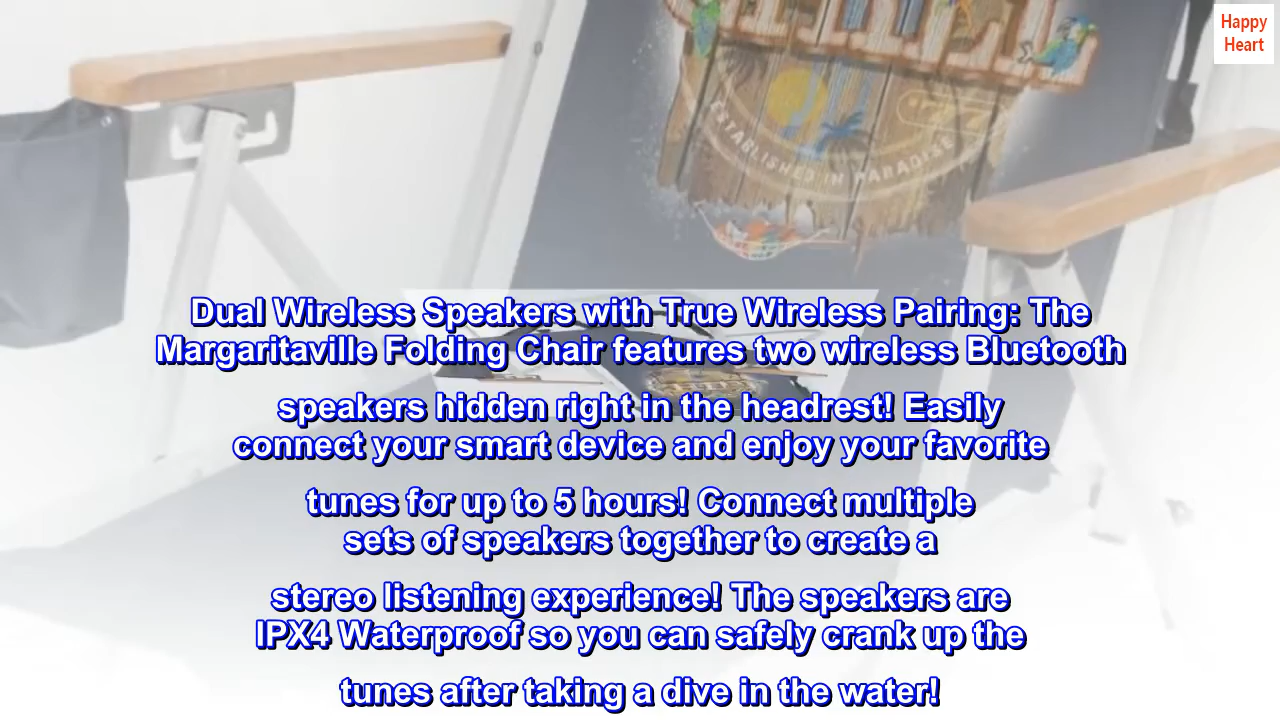 Happy
Heart
ESTABLISHED IN PARADISE
Dual Wireless Speakers with True Wireless Pairing: The
Margaritaville Folding Chair features two wireless Bluetooth
speakers hidden right in the headrest! Easily
connect your smart device and enjoy your favorite
tunes for up to 5 hours! Connect multiple
sets of speakers together to create a
stereo listening experience! The speakers are
IPX4 Waterproof so you can safely crank up the
tunes after taking a dive in the water!